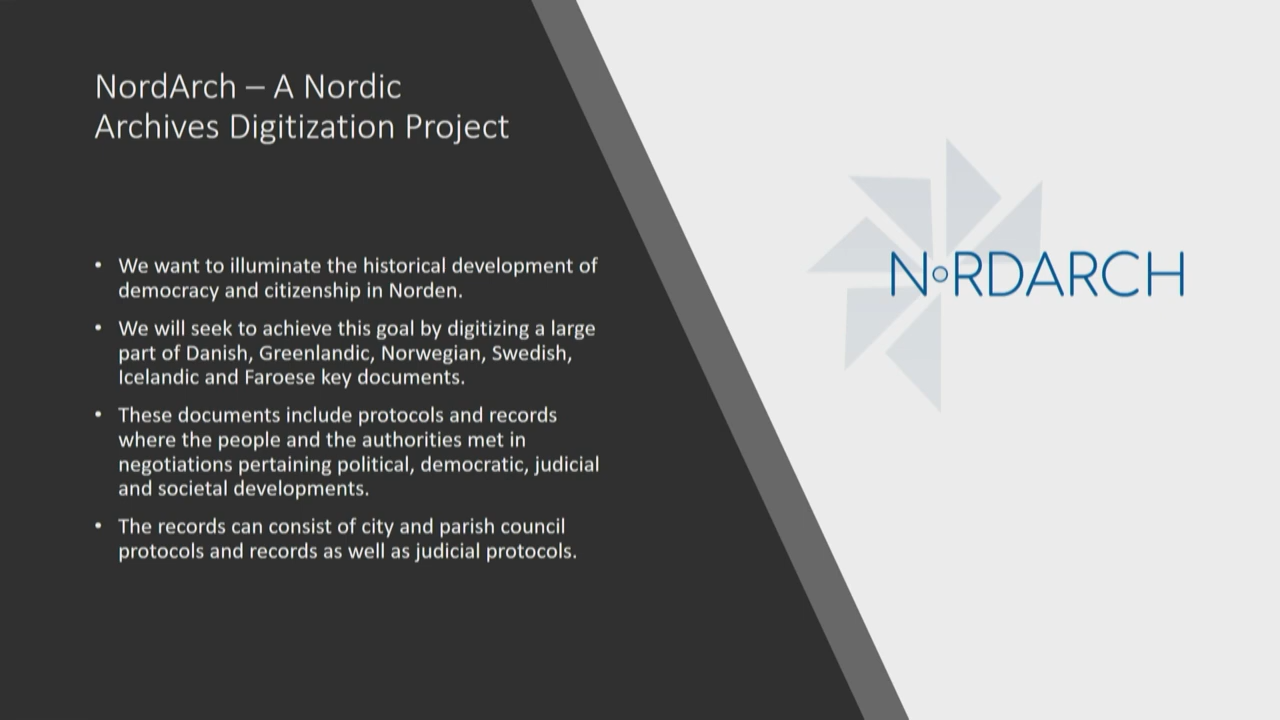 NordArch – A Nordic
Archives Digitization Project
• We want to illuminate the historical development of
democracy and citizenship in Norden.
• We will seek to achieve this goal by digitizing a large
part of Danish, Greenlandic, Norwegian, Swedish,
Icelandic and Faroese key documents.
• These documents include protocols and records
where the people and the authorities met in
negotiations pertaining political, democratic, judicial
and societal developments.
• The records can consist of city and parish council
protocols and records as well as judicial protocols.
NORDARCH